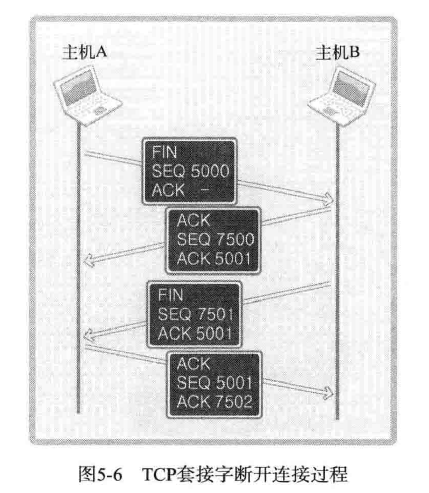 主机A
主机B
FIN
SEQ 5000
ACK -
ACK
SEQ 7500
ACK 5001
FIN
SEQ 7501
ACK 5001
ACK
SEQ 5001
ACK 7502
图5-6 TCP套接字断开连接过程